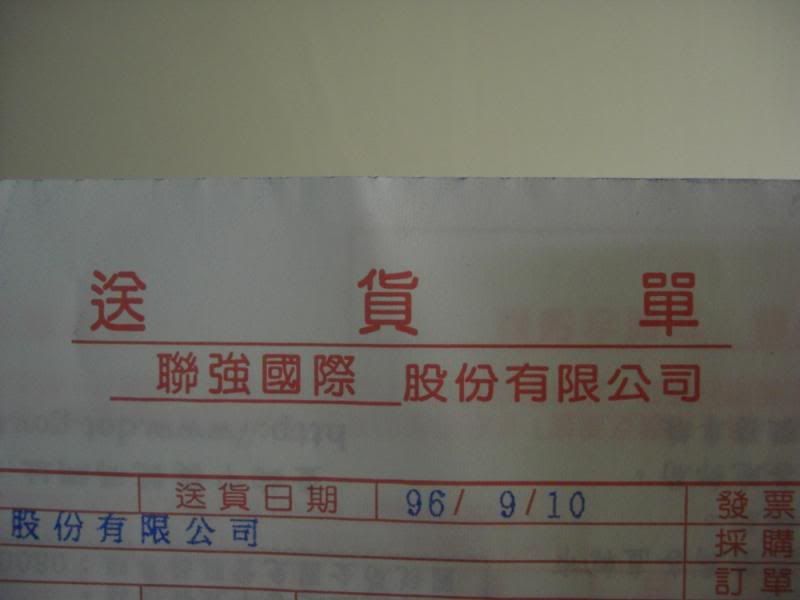 送貨單
聯強國際 股份有限公司
送貨日期 96/ 9/10 發票
股份有限公司 採購
訂單